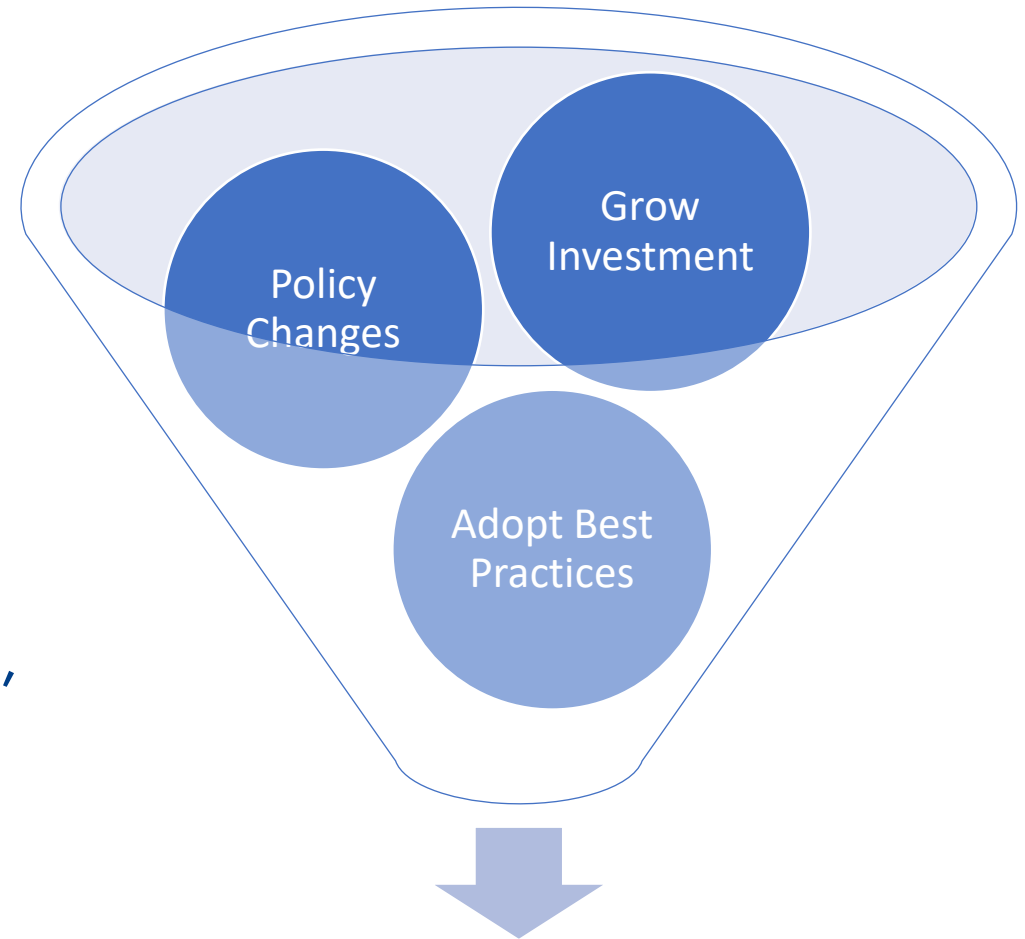 Grow
Investment
Policy
Changes
Adopt Best
Practices
,